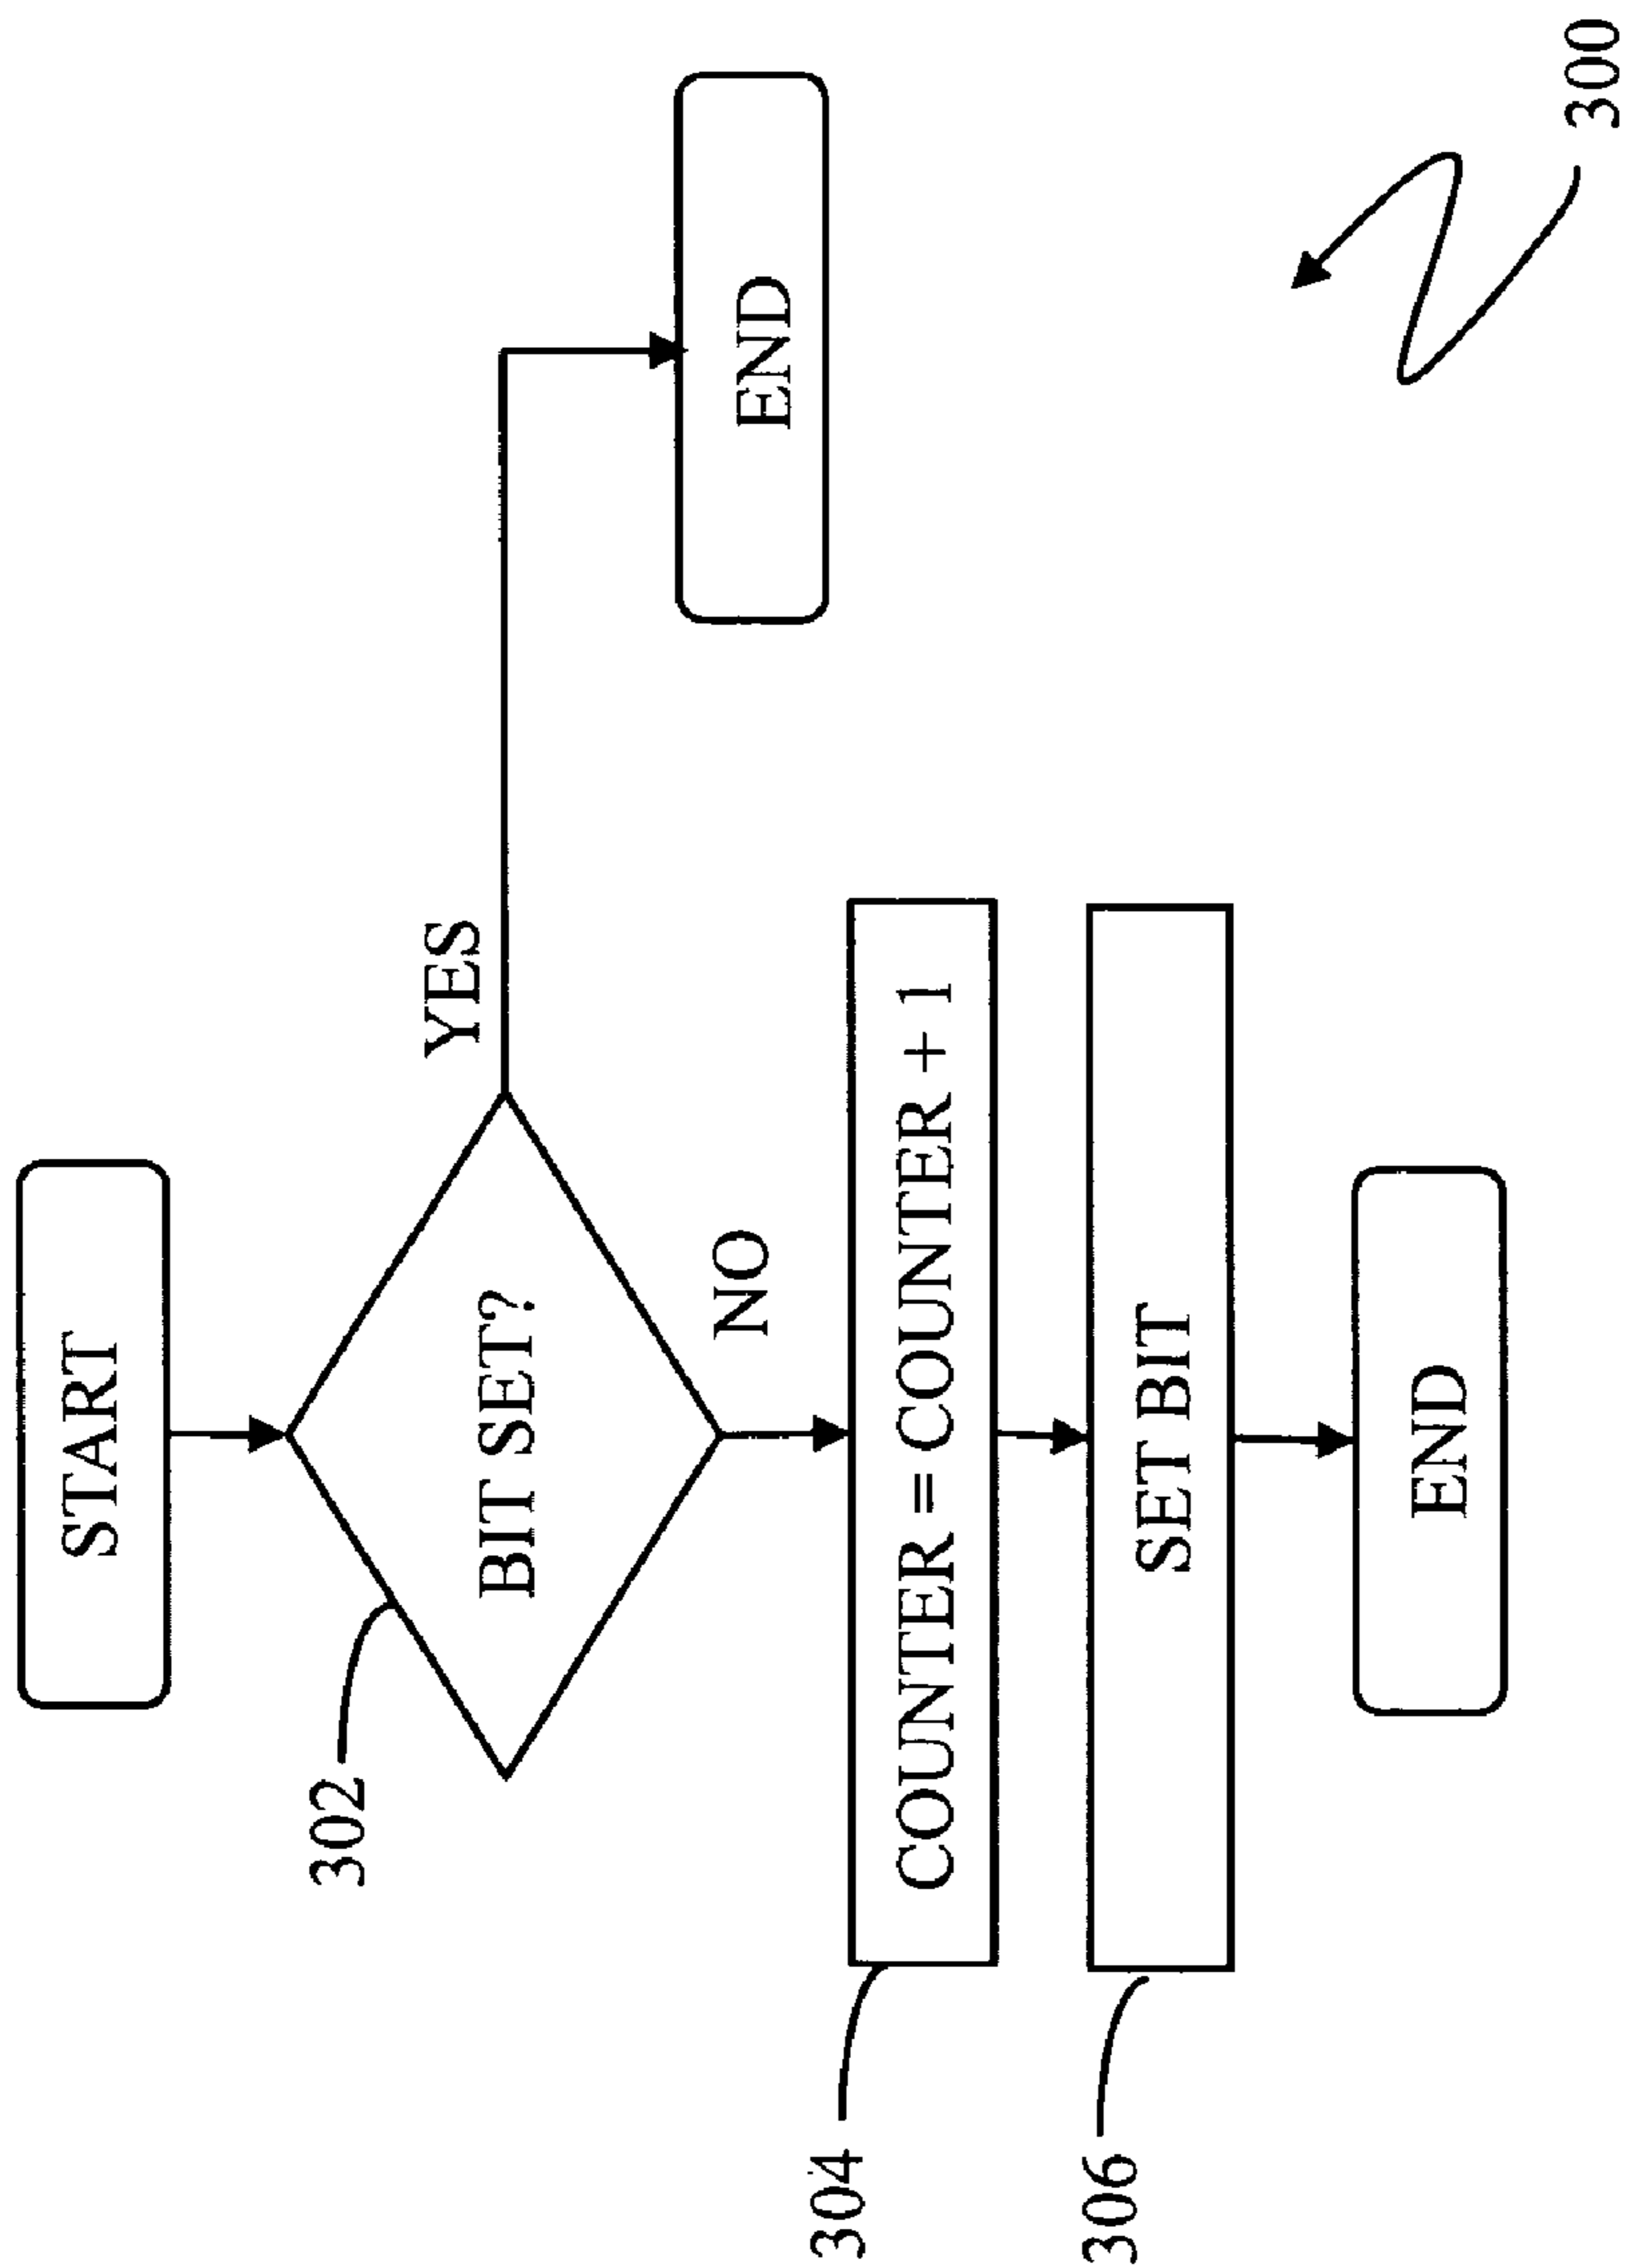 START
302
BIT SET?
YES
NO
END
304
COUNTER = COUNTER + 1
306
SET BIT
END
300